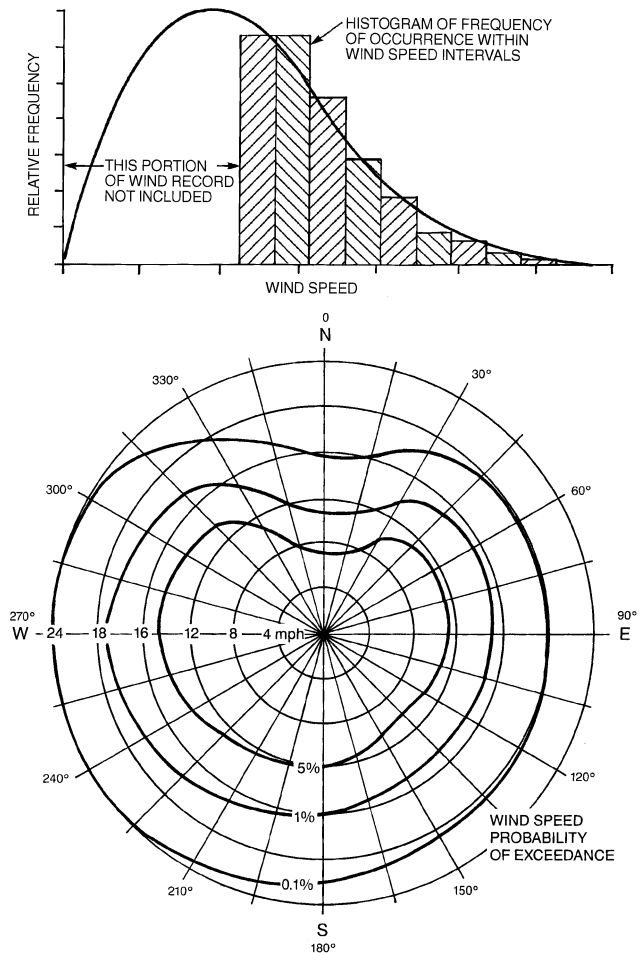 HISTOGRAM OF FREQUENCY
OF OCCURRENCE WITHIN
WIND SPEED INTERVALS
RELATIVE FREQUENCY
THIS PORTION
OF WIND RECORD
NOT INCLUDED
WIND SPEED
0
N
330°
30°
300°
60°
270°
W
24
18
16
12
8
4 mph
90°
E
240°
120°
5%
1%
0.1%
WIND SPEED
PROBABILITY
OF EXCEEDANCE
210°
150°
S
180°